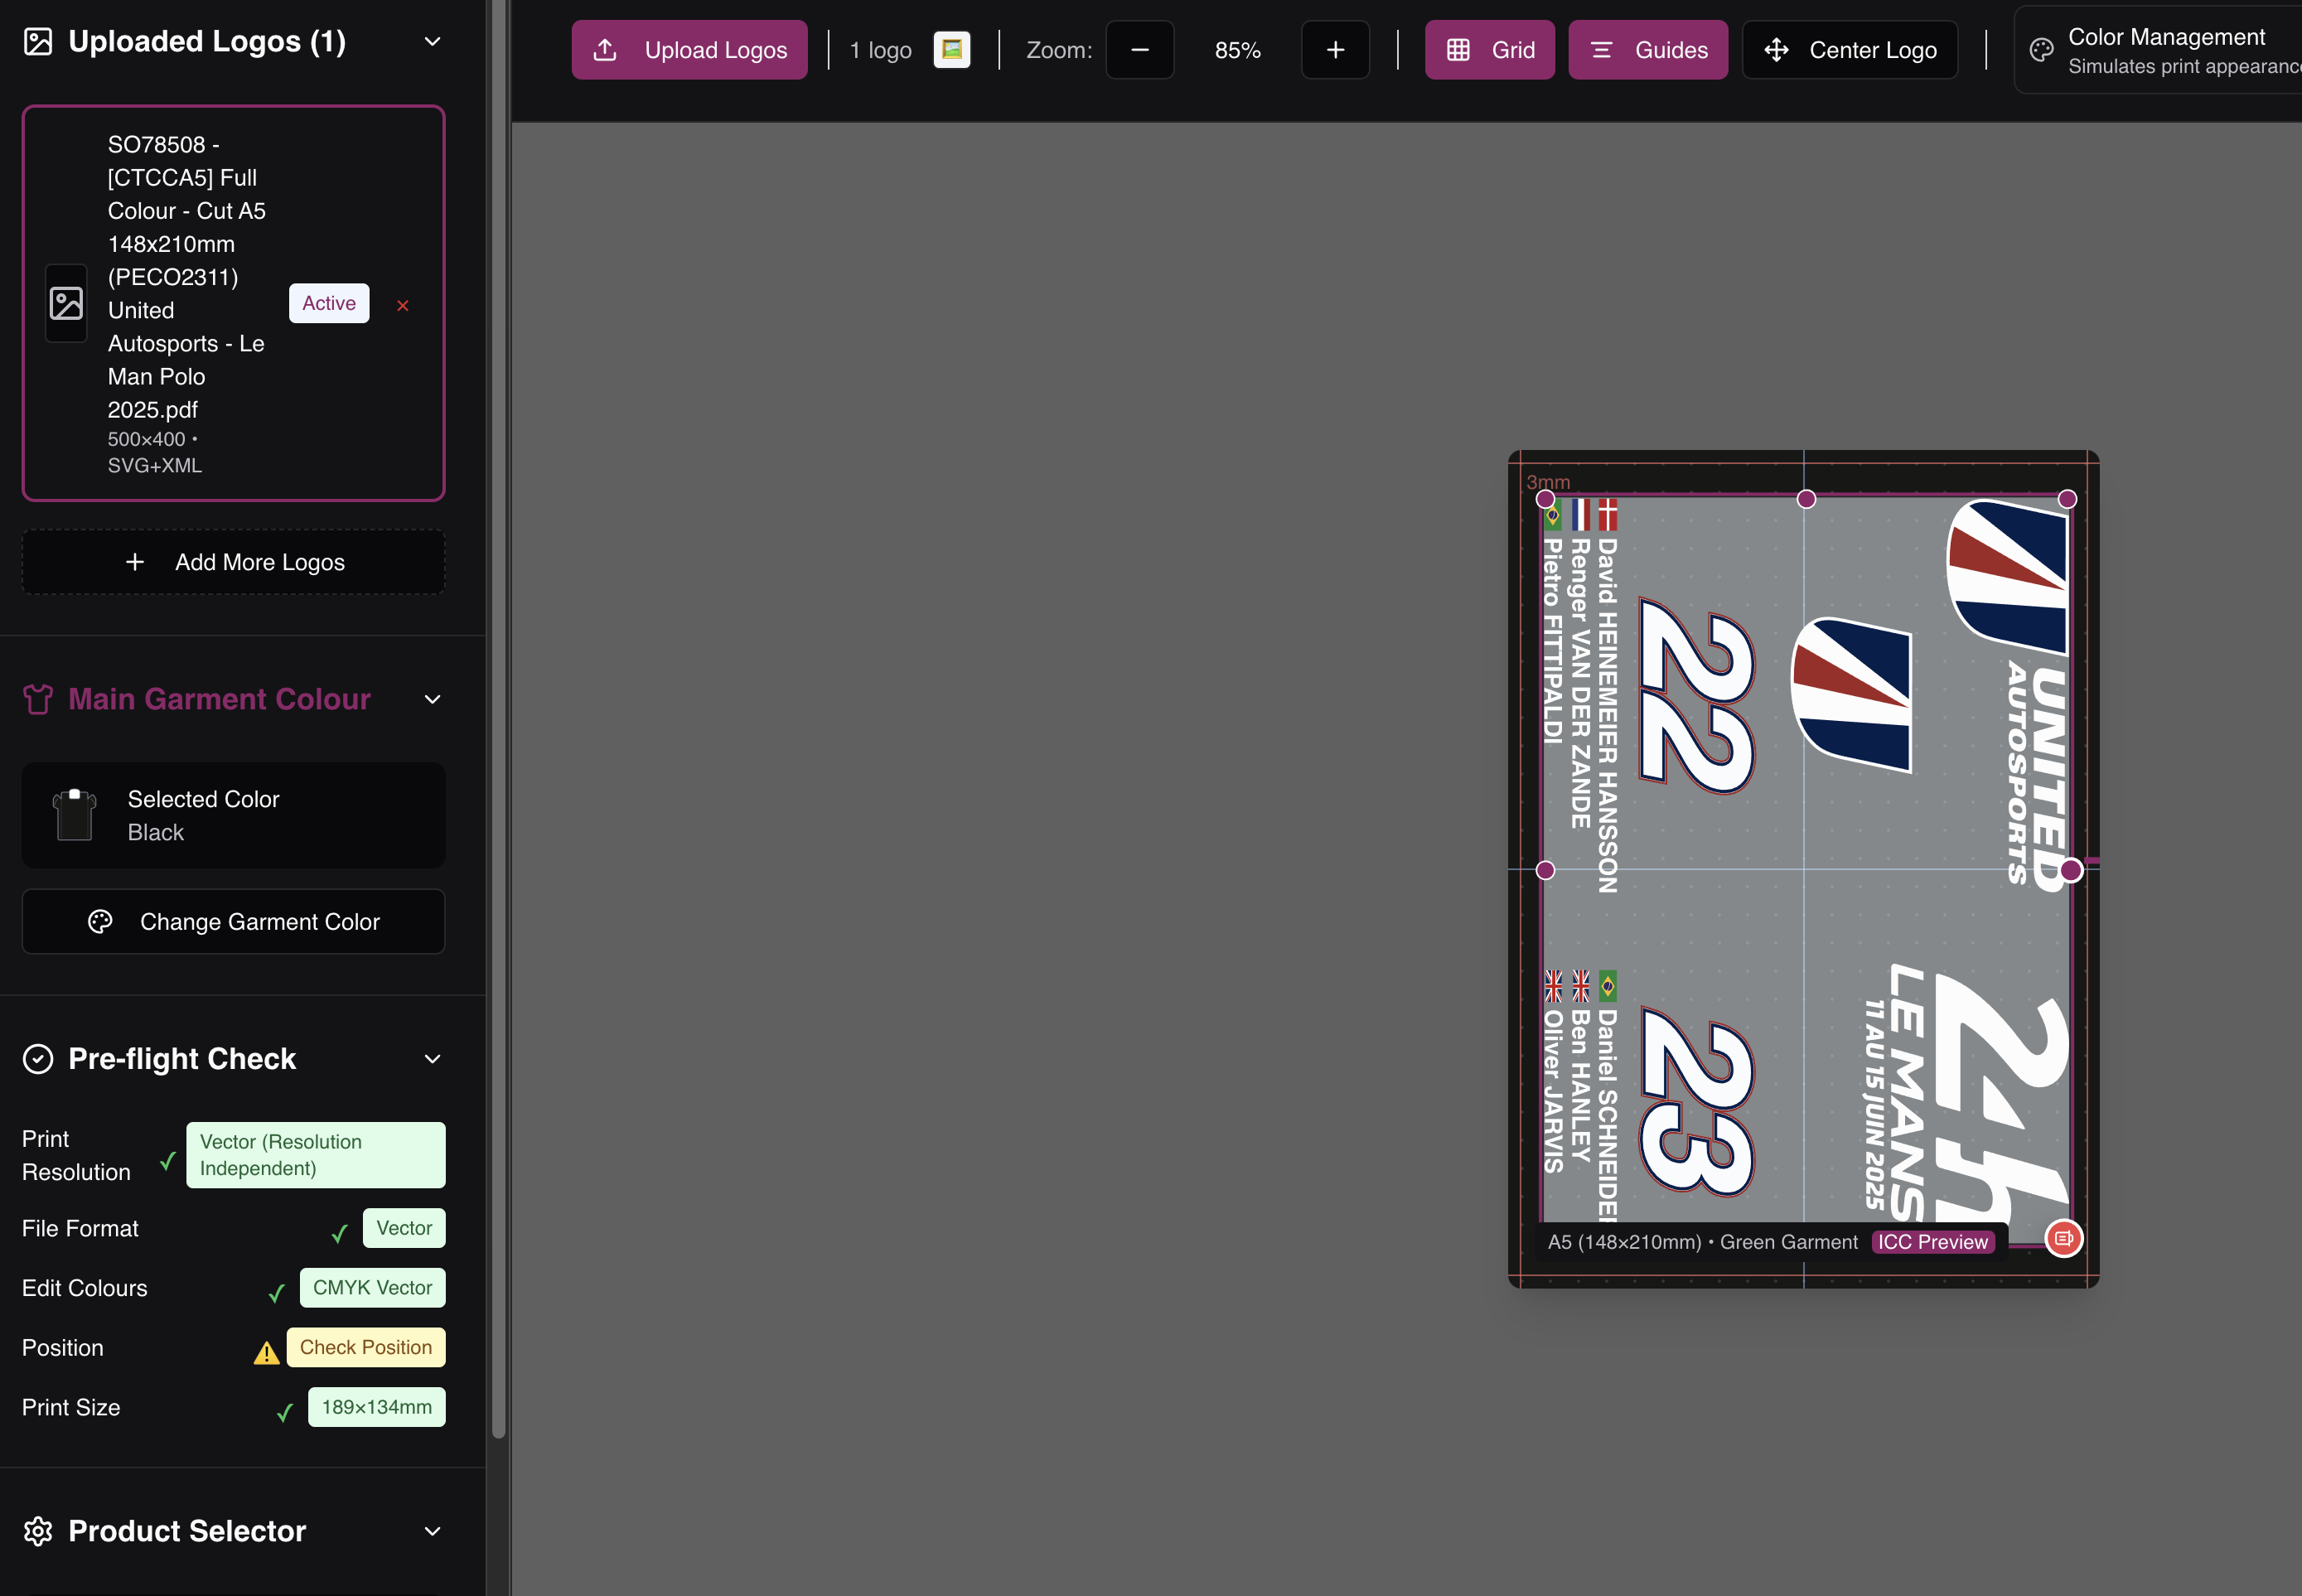 Uploaded Logos (1)
SO78508 -
[CTCCA5] Full
Colour - Cut A5
148x210mm
(PECO2311)
United
Autosports - Le
Man Polo
2025.pdf
500×400 •
SVG+XML
Active
×
Add More Logos
Main Garment Colour
Selected Color
Black
Change Garment Color
Pre-flight Check
Print
Resolution
Vector (Resolution
Independent)
File Format
Vector
Edit Colours
CMYK Vector
Position
Check Position
Print Size
189×134mm
Product Selector
Upload Logos
1 logo
Zoom:
85%
Grid
Guides
Center Logo
Color Management
Simulates print appearance
3mm
UNITED
AUTOSPORTS
24h
LE MANS
11 AU 15 JUIN 2025
22
David HEINEMEIER HANSSON
Renger VAN DER ZANDE
Pietro FITTIPALDI
23
Daniel SCHNEIDER
Ben HANLEY
Oliver JARVIS
A5 (148×210mm) • Green Garment
ICC Preview